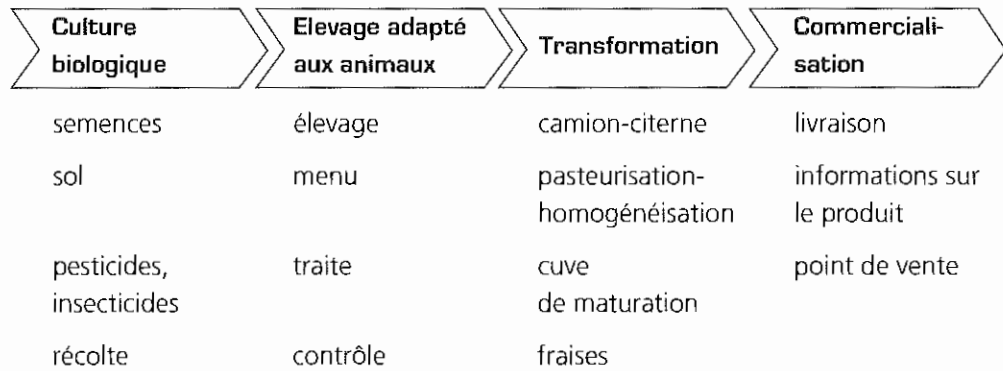 Culture
biologique
Elevage adapté
aux animaux
Transformation
Commerciali-
sation
semences
élevage
camion-citerne
livraison
sol
menu
pasteurisation-
homogénéisation
informations sur
le produit
pesticides,
insecticides
traite
cuve
de maturation
point de vente
récolte
contrôle
fraises